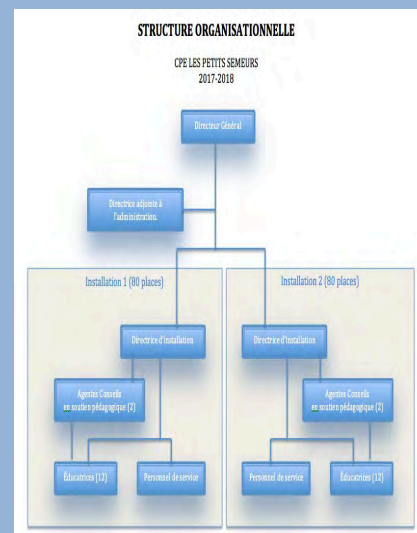 STRUCTURE ORGANISATIONNELLE
CPE LES PETITS SEMEURS
2017-2018
Directeur Général
Directrice adjointe à
l'administration.
Installation 1 (80 places)
Directrice d'installation
Agentes Conseils
en soutien pédagogique (2)
Éducatrices (12)
Personnel de service
Installation 2 (80 places)
Directrice d'installation
Agentes Conseils
en soutien pédagogique (2)
Personnel de service
Éducatrices (12)